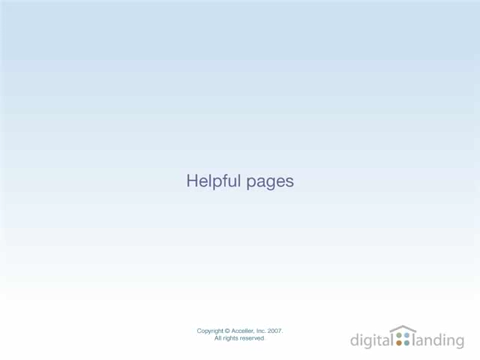 Helpful pages
Copyright © Acceller, Inc. 2007.
All rights reserved
digital landing